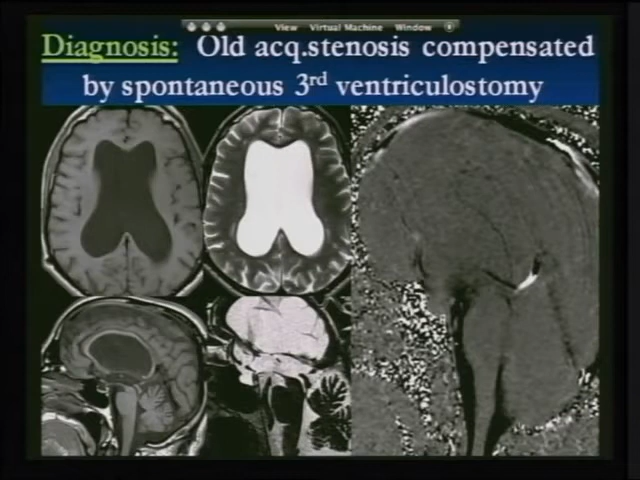 View Virtual Machine Window
Diagnosis: Old acq.stenosis compensated
by spontaneous 3rd ventriculostomy